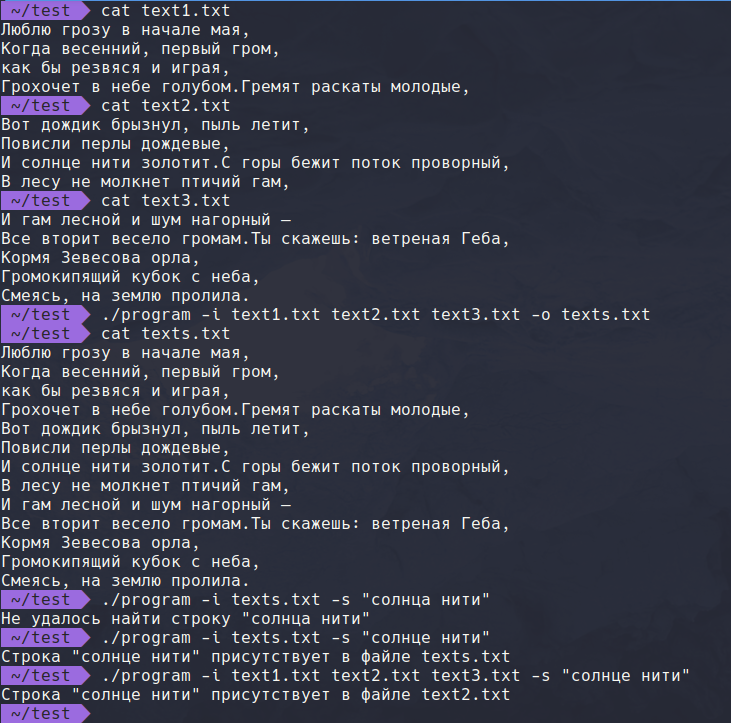 ~/test cat text1.txt
Люблю грозу в начале мая,
Когда весенний, первый гром,
как бы резвяся и играя,
Грохочет в небе голубом.Гремят раскаты молодые,
~/test cat text2.txt
Вот дождик брызнул, пыль летит,
Повисли перлы дождевые,
И солнце нити золотит.С горы бежит поток проворный,
В лесу не молкнет птичий гам,
~/test cat text3.txt
И гам лесной и шум нагорный —
Все вторит весело громам.Ты скажешь: ветреная Геба,
Кормя Зевесова орла,
Громокипящий кубок с неба,
Смеясь, на землю пролила.
~/test ./program -i text1.txt text2.txt text3.txt -o texts.txt
~/test cat texts.txt
Люблю грозу в начале мая,
Когда весенний, первый гром,
как бы резвяся и играя,
Грохочет в небе голубом.Гремят раскаты молодые,
Вот дождик брызнул, пыль летит,
Повисли перлы дождевые,
И солнце нити золотит.С горы бежит поток проворный,
В лесу не молкнет птичий гам,
И гам лесной и шум нагорный —
Все вторит весело громам.Ты скажешь: ветреная Геба,
Кормя Зевесова орла,
Громокипящий кубок с неба,
Смеясь, на землю пролила.
~/test ./program -i texts.txt -s "солнца нити"
Не удалось найти строку "солнца нити"
~/test ./program -i texts.txt -s "солнце нити"
Строка "солнце нити" присутствует в файле texts.txt
~/test ./program -i text1.txt text2.txt text3.txt -s "солнце нити"
Строка "солнце нити" присутствует в файле text2.txt
~/test